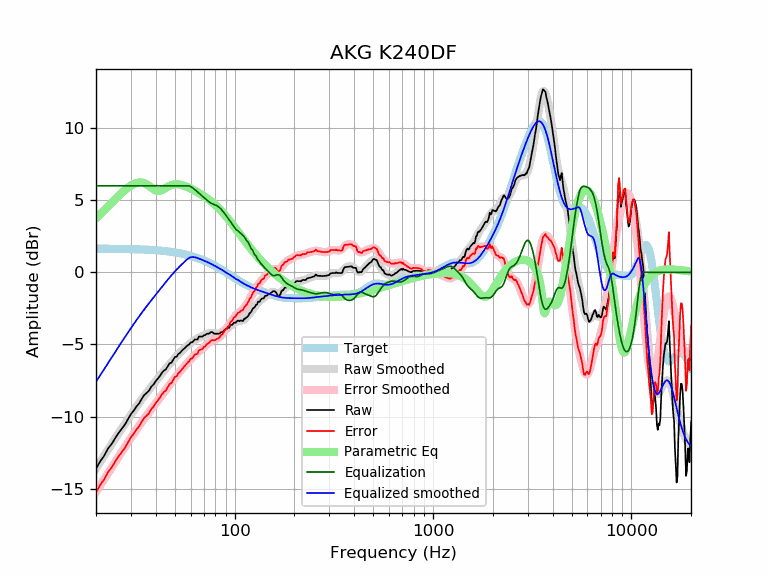 AKG K240DF
Amplitude (dBr)
10
5
0
−5
−10
−15
Target
Raw Smoothed
Error Smoothed
Raw
Error
Parametric Eq
Equalization
Equalized smoothed
100 1000 10000
Frequency (Hz)